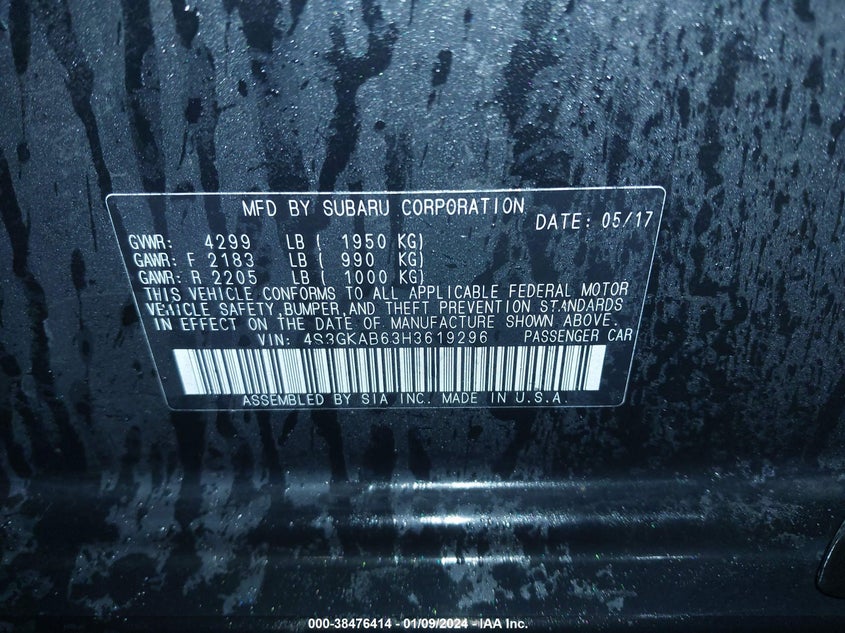 MFD BY SUBARU CORPORATION DATE: 05/17
GVWR: 4299 LB ( 1950 KG)
GAWR: F 2183 LB ( 990 KG)
GAWR: R 2205 LB ( 1000 KG)
THIS VEHICLE CONFORMS TO ALL APPLICABLE FEDERAL MOTOR
VEHICLE SAFETY, BUMPER, AND THEFT PREVENTION STANDARDS
IN EFFECT ON THE DATE OF MANUFACTURE SHOWN ABOVE.
VIN: 4S3GKAB63H3619296 PASSENGER CAR
ASSEMBLED BY SIA INC. MADE IN U.S.A.
000-38476414 - 01/09/2024 - IAA Inc.